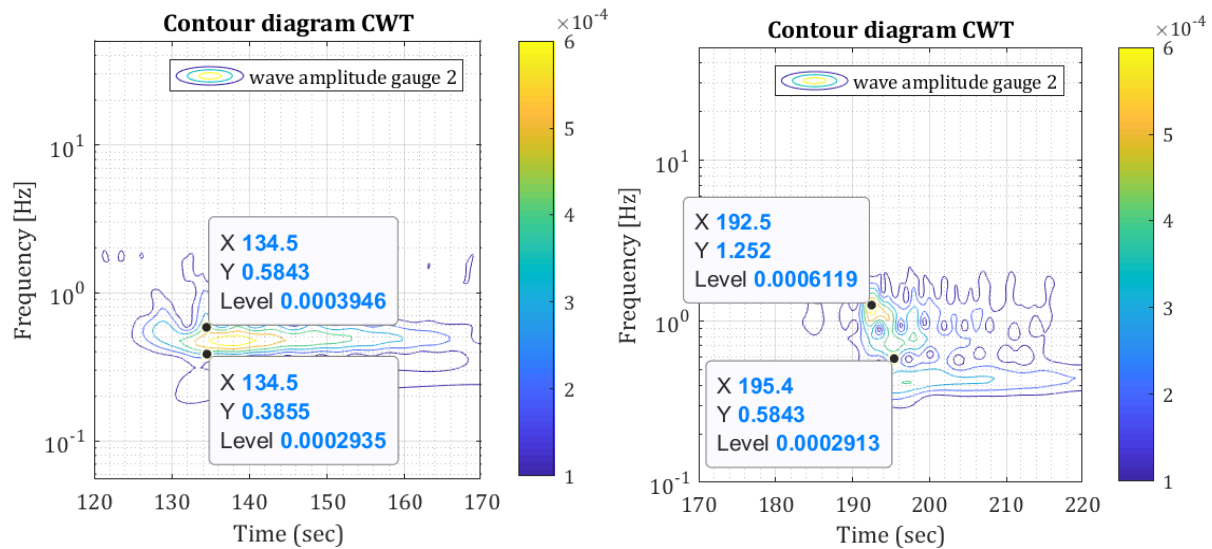 Contour diagram CWT
×10⁻⁴
wave amplitude gauge 2
6
5
4
3
2
1
10¹
10⁰
10⁻¹
Frequency [Hz]
X 134.5
Y 0.5843
Level 0.0003946
X 134.5
Y 0.3855
Level 0.0002935
120 130 140 150 160 170
Time (sec)
Contour diagram CWT
×10⁻⁴
wave amplitude gauge 2
6
5
4
3
2
1
10¹
10⁰
10⁻¹
Frequency [Hz]
X 192.5
Y 1.252
Level 0.0006119
X 195.4
Y 0.5843
Level 0.0002913
170 180 190 200 210 220
Time (sec)